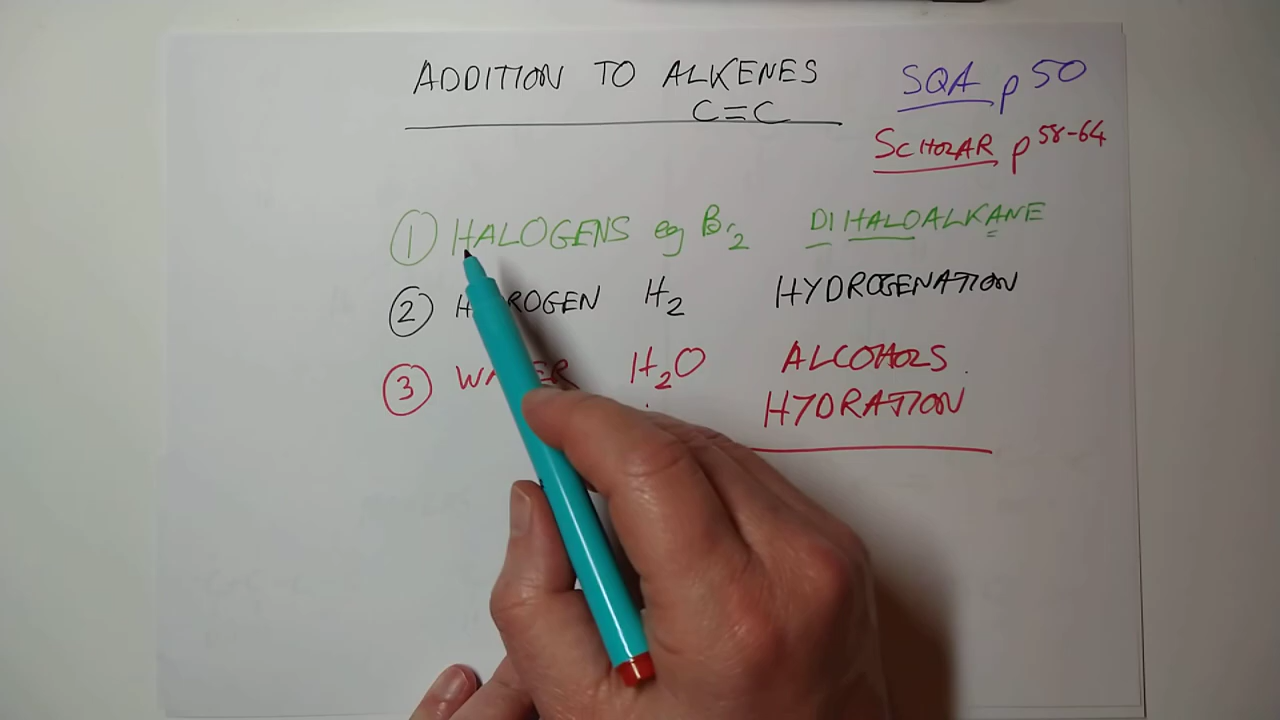 ADDITION TO ALKENES
C=C
SQA p 50
SCHOLAR p 58-64
① HALOGENS eg Br₂ DIHALOALKANE
② H₂ HYDROGENATION
③ H₂O ALCOHOLS
HYDRATION